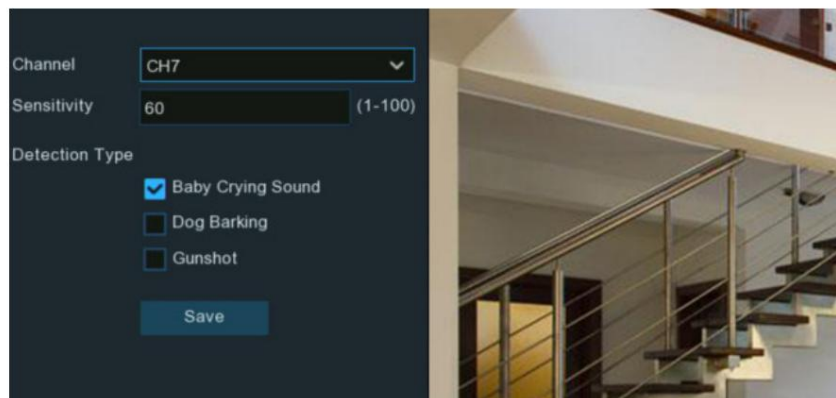 Channel CH7
Sensitivity 60 (1-100)
Detection Type
Baby Crying Sound
Dog Barking
Gunshot
Save